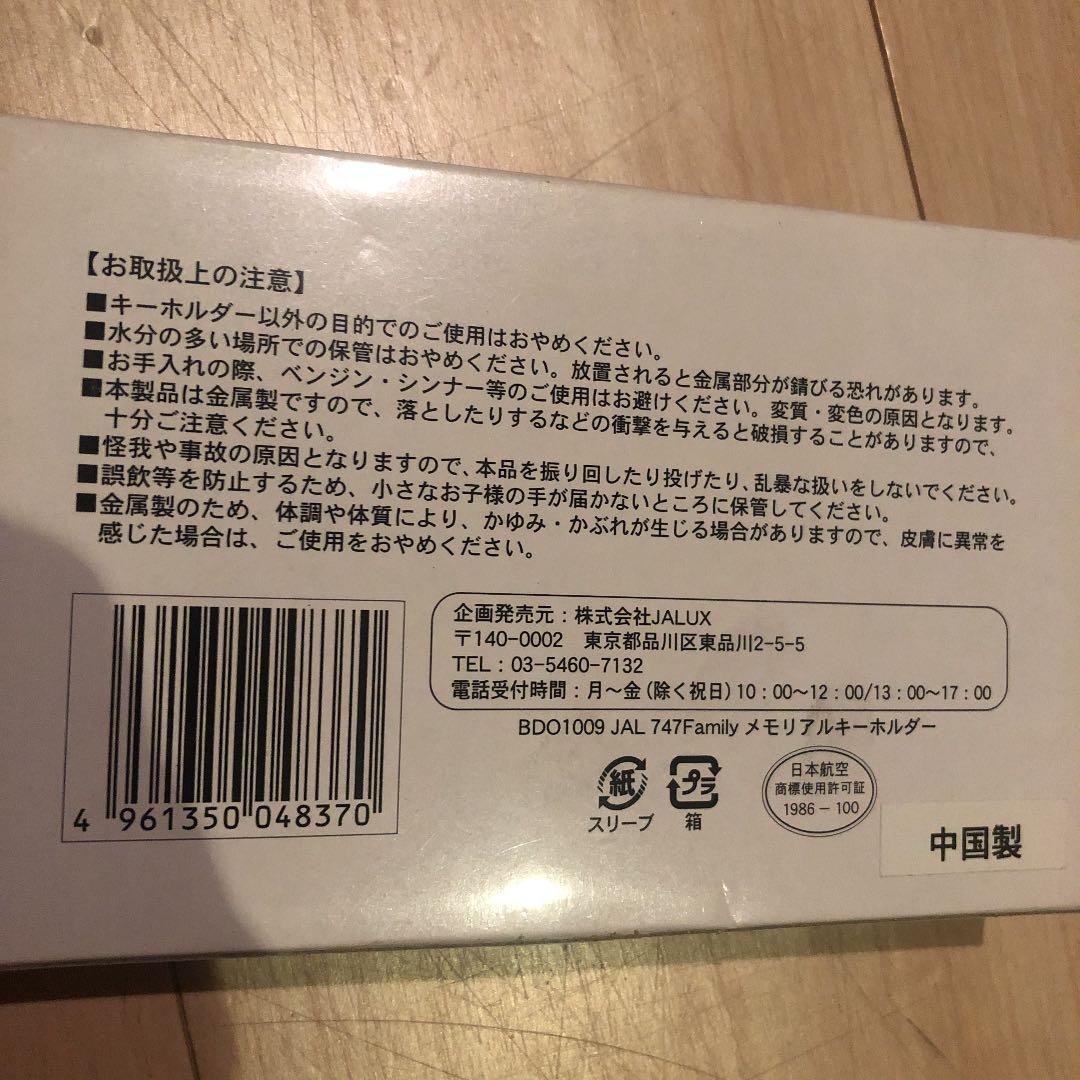 【お取扱上の注意】
■キーホルダー以外の目的でのご使用はおやめください。
■水分の多い場所での保管はおやめください。放置されると金属部分が錆びる恐れがあります。
■お手入れの際、ベンジン・シンナー等のご使用はお避けください。変質・変色の原因となります。
■本製品は金属製ですので、落としたりするなどの衝撃を与えると破損することがありますので、
十分ご注意ください。
■怪我や事故の原因となりますので、本品を振り回したり投げたり、乱暴な扱いをしないでください。
■誤飲等を防止するため、小さなお子様の手が届かないところに保管してください。
■金属製のため、体調や体質により、かゆみ・かぶれが生じる場合がありますので、皮膚に異常を
感じた場合は、ご使用をおやめください。
4 961350 048370
企画発売元：株式会社JALUX
〒140-0002 東京都品川区東品川2-5-5
TEL：03-5460-7132
電話受付時間：月～金（除く祝日）10：00～12：00/13：00～17：00
BDO1009 JAL 747Family メモリアルキーホルダー
紙
スリーブ
プラ
箱
日本航空
商標使用許可証
1986－100
中国製